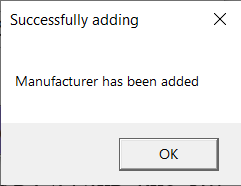 Successfully adding
Manufacturer has been added
OK